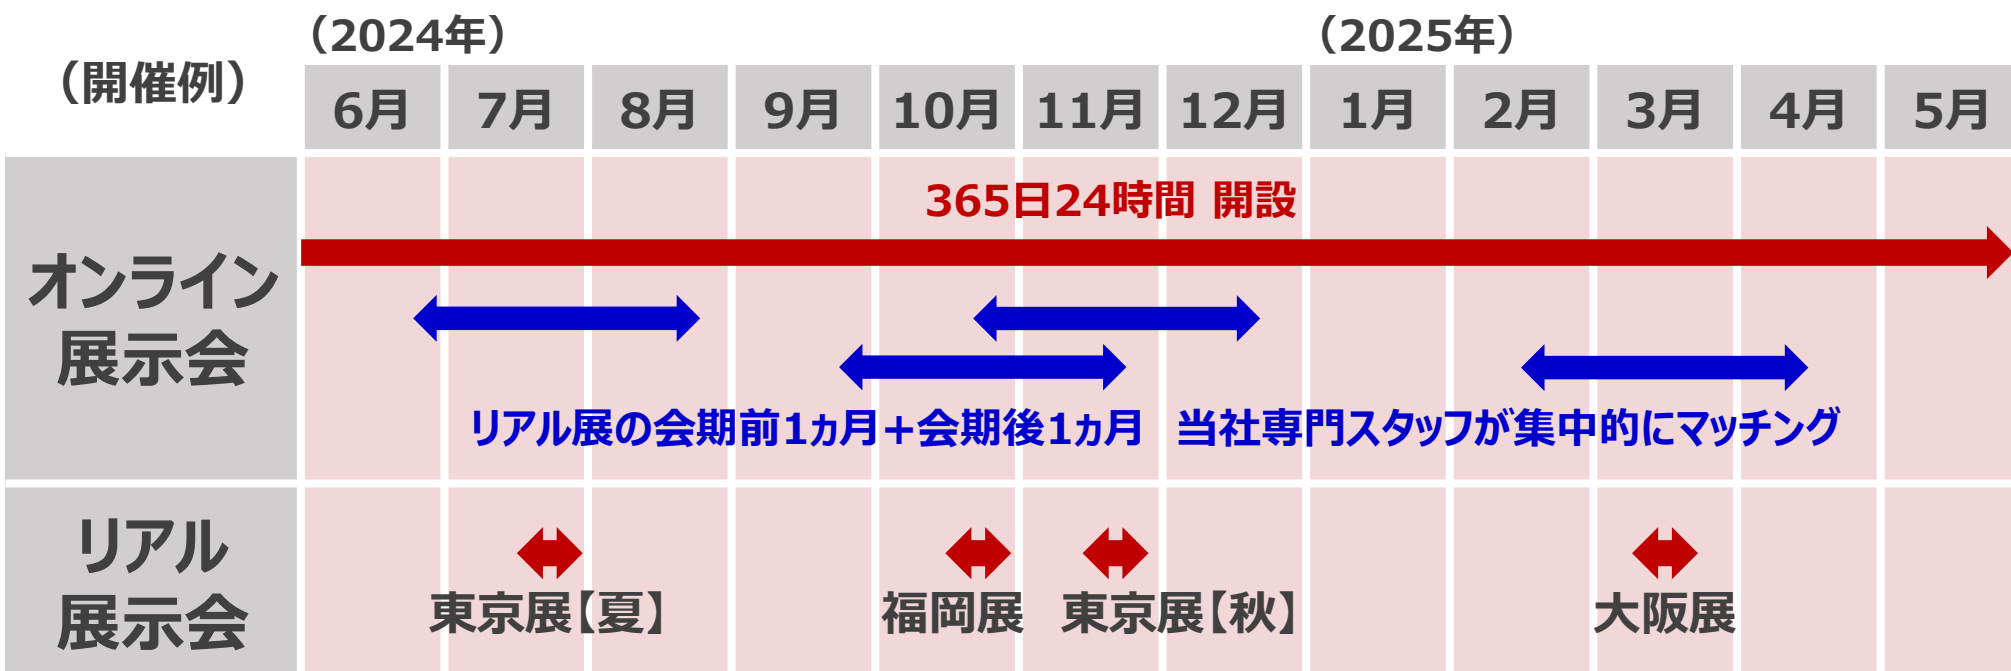 （2024年）
（2025年）
（開催例）
6月 7月 8月 9月 10月 11月 12月 1月 2月 3月 4月 5月
オンライン
展示会
365日24時間 開設
リアル展の会期前1ヵ月＋会期後1ヵ月 当社専門スタッフが集中的にマッチング
リアル
展示会
東京展【夏】 福岡展 東京展【秋】 大阪展